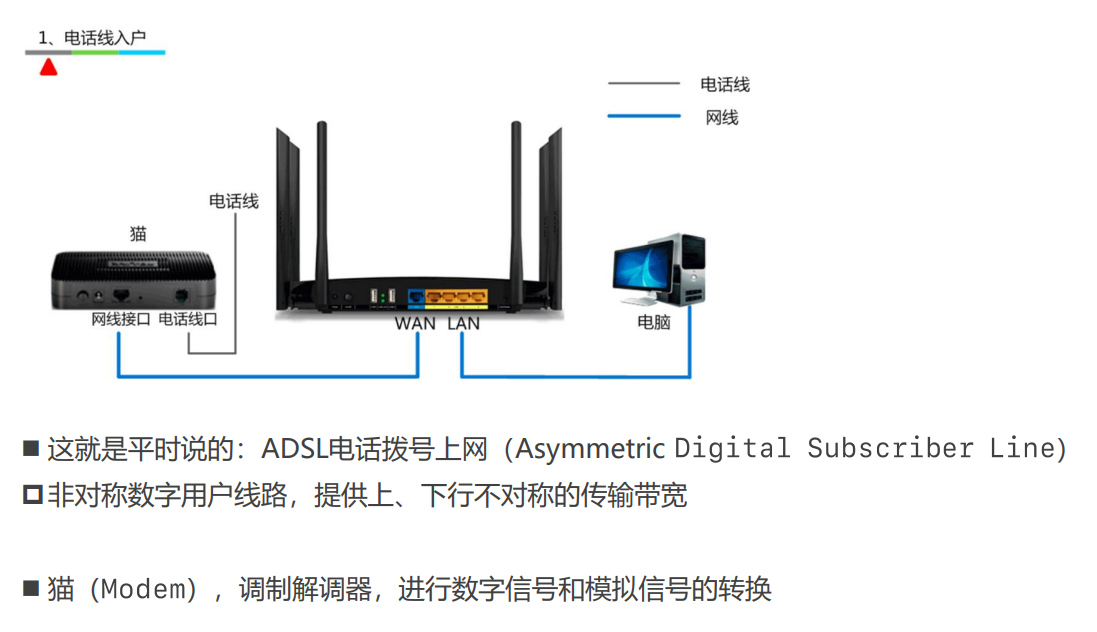 1、电话线入户
电话线
网线
电话线
猫
网线接口 电话线口
WAN LAN
电脑
■ 这就是平时说的：ADSL电话拨号上网（Asymmetric Digital Subscriber Line）
非对称数字用户线路，提供上、下行不对称的传输带宽
■ 猫（Modem），调制解调器，进行数字信号和模拟信号的转换